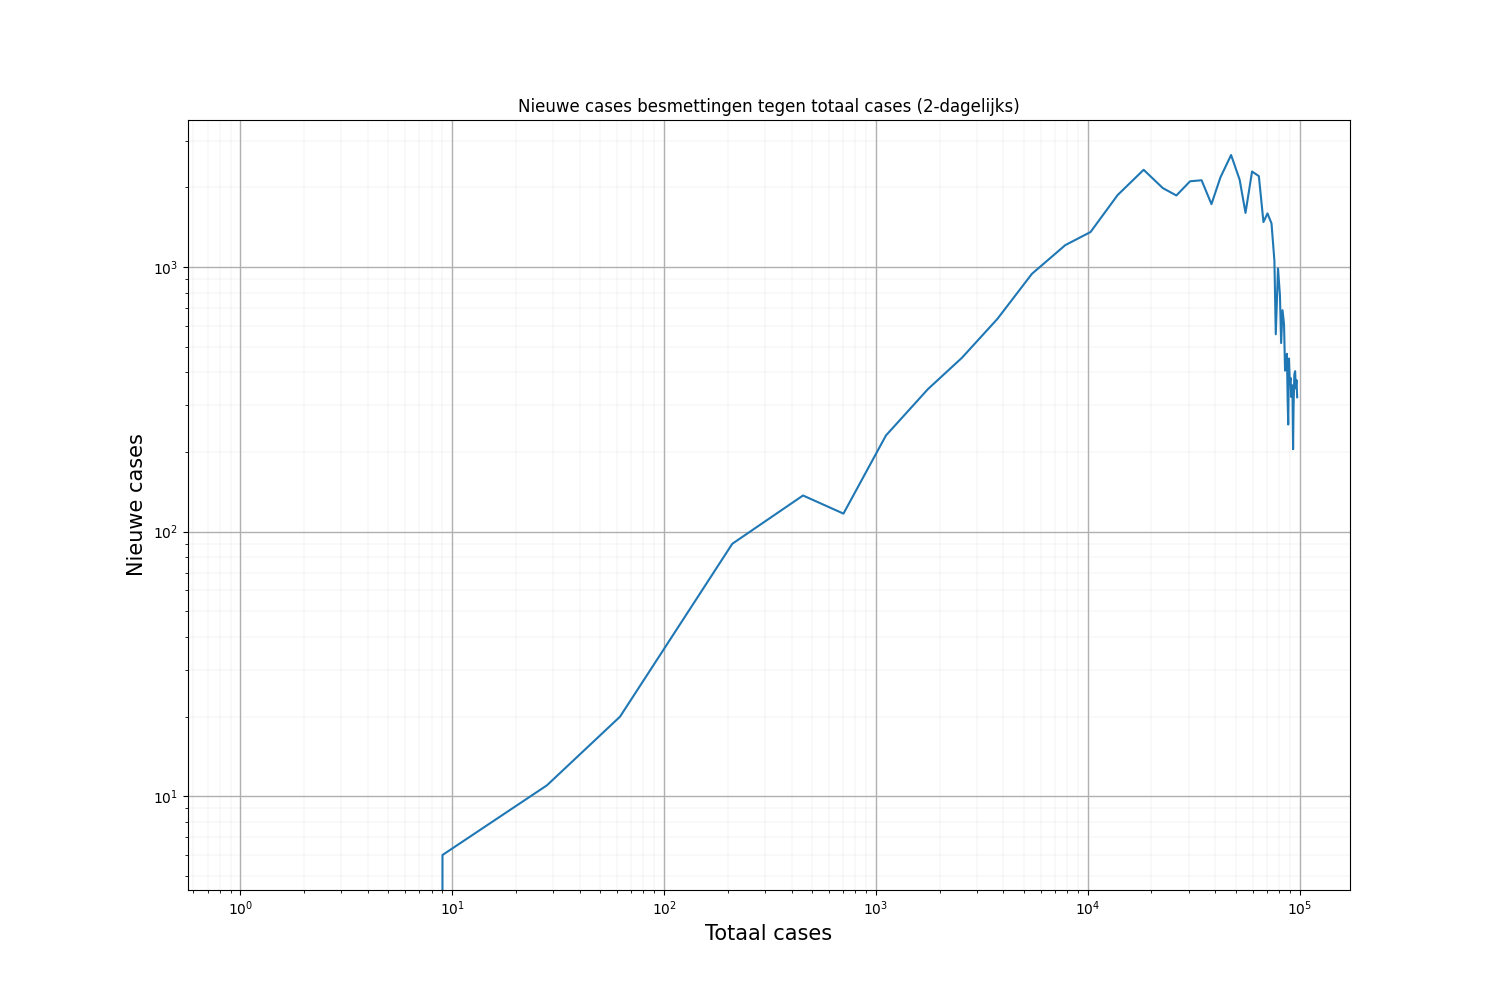 Nieuwe cases besmettingen tegen totaal cases (2-dagelijks)
Nieuwe cases
10³
10²
10¹
10⁰ 10¹ 10² 10³ 10⁴ 10⁵
Totaal cases